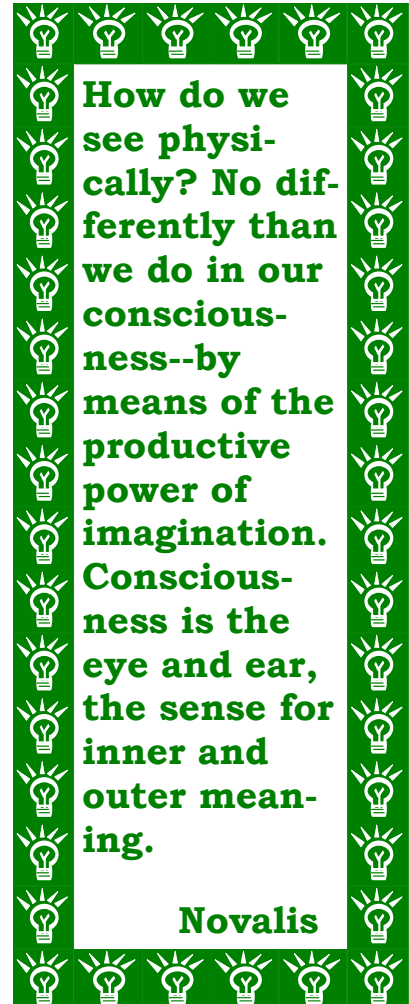 How do we
see physi-
cally? No dif-
ferently than
we do in our
conscious-
ness--by
means of the
productive
power of
imagination.
Conscious-
ness is the
eye and ear,
the sense for
inner and
outer mean-
ing.
Novalis